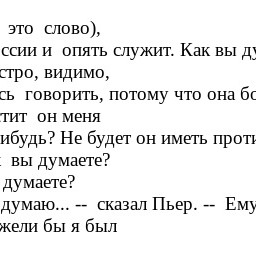 это слово),
ссии и опять служит. Как вы ду
стро, видимо,
сь говорить, потому что она бо
стит он меня
ибудь? Не будет он иметь проти
вы думаете?
думаете?
думаю... -- сказал Пьер. -- Ему
жели бы я был